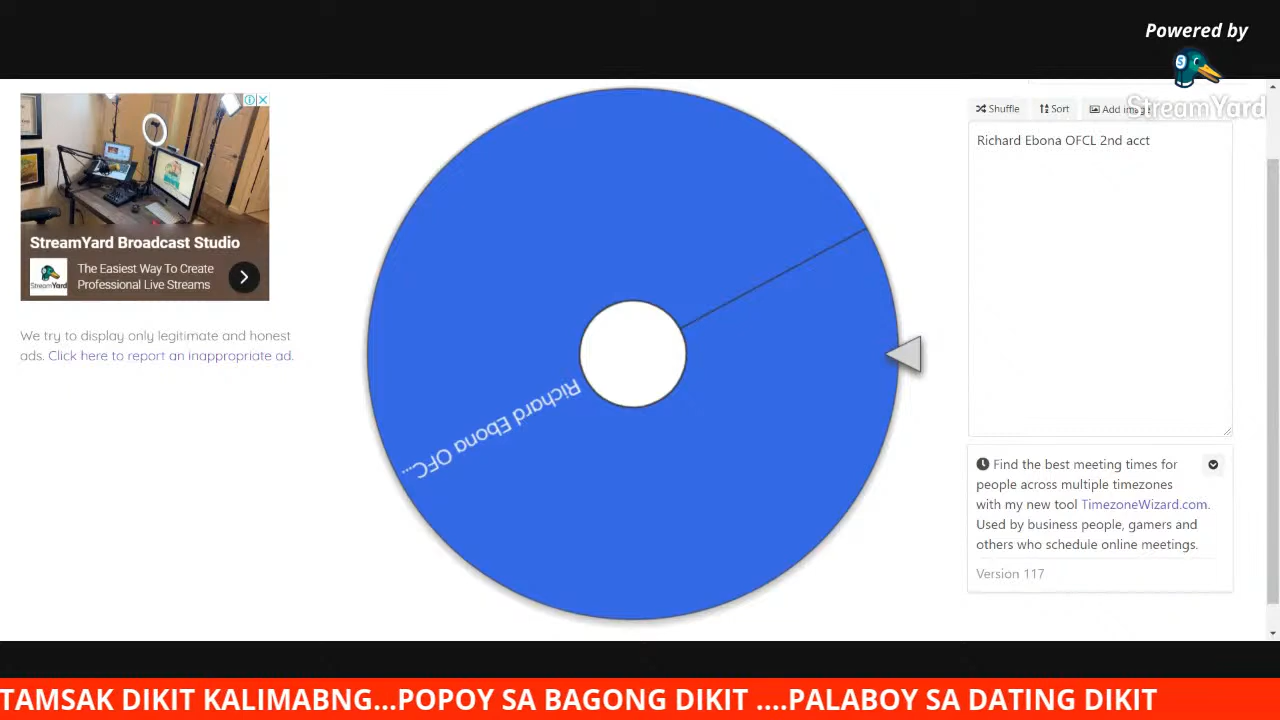 Powered by
StreamYard
Shuffle
Sort
Add image
Richard Ebona OFCL 2nd acct
StreamYard Broadcast Studio
The Easiest Way To Create
Professional Live Streams
StreamYard
We try to display only legitimate and honest
ads. Click here to report an inappropriate ad.
Richard Ebona OFC...
Find the best meeting times for
people across multiple timezones
with my new tool TimezoneWizard.com.
Used by business people, gamers and
others who schedule online meetings.
Version 117
TAMSAK DIKIT KALIMABNG...POPOY SA BAGONG DIKIT ....PALABOY SA DATING DIKIT